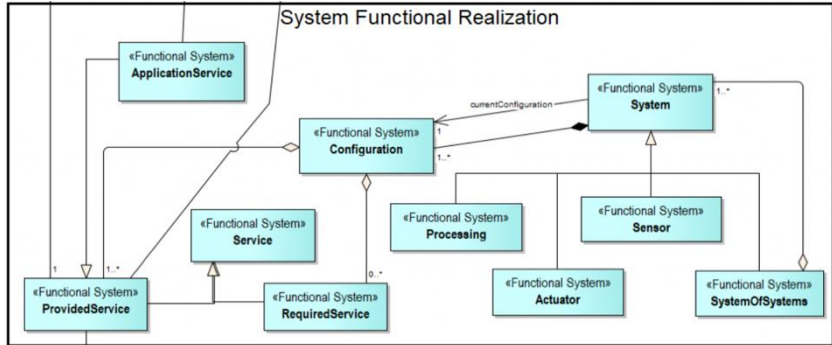 System Functional Realization
«Functional System»
ApplicationService
«Functional System»
System
1..*
currentConfiguration
1
«Functional System»
Configuration
1..*
«Functional System»
Processing
«Functional System»
Sensor
«Functional System»
Service
1
1..*
0..*
«Functional System»
ProvidedService
«Functional System»
RequiredService
«Functional System»
Actuator
«Functional System»
SystemOfSystems